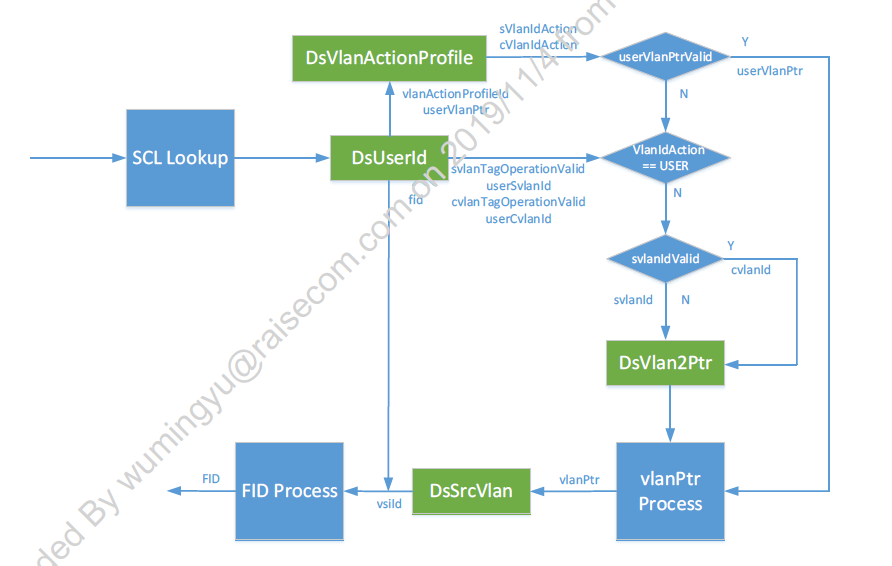 sVlanIdAction
cVlanIdAction
DsVlanActionProfile
userVlanPtrValid
Y
userVlanPtr
vlanActionProfileId
userVlanPtr
N
SCL Lookup
DsUserId
VlanIdAction
== USER
svlanTagOperationValid
userSvlanId
cvlanTagOperationValid
userCvlanId
fid
N
svlanIdValid
Y
cvlanId
svlanId
N
DsVlan2Ptr
FID
FID Process
vsiId
DsSrcVlan
vlanPtr
vlanPtr
Process
ded By wumingyu@raisecom.com on 2019/11/4 from